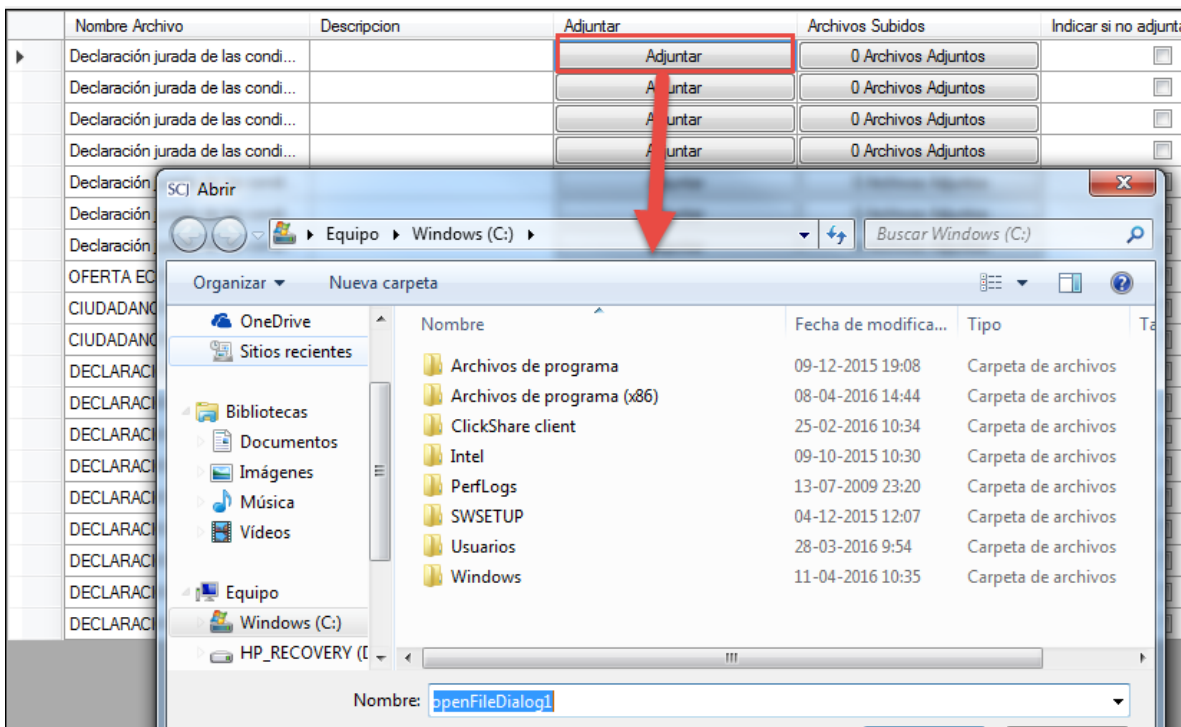 Nombre Archivo Descripcion Adjuntar Archivos Subidos Indicar si no adjunta
Declaración jurada de las condi... Adjuntar 0 Archivos Adjuntos
Declaración jurada de las condi... Adjuntar 0 Archivos Adjuntos
Declaración jurada de las condi... Adjuntar 0 Archivos Adjuntos
Declaración jurada de las condi... Adjuntar 0 Archivos Adjuntos
Declaración
Declaración
Declaración
OFERTA EC
CIUDADANO
CIUDADANO
DECLARACI
DECLARACI
DECLARACI
DECLARACI
DECLARACI
DECLARACI
DECLARACI
DECLARACI
DECLARACI
SCJ Abrir
Equipo Windows (C:) Buscar Windows (C:)
Organizar Nueva carpeta
OneDrive
Sitios recientes
Bibliotecas
Documentos
Imágenes
Música
Vídeos
Equipo
Windows (C:)
HP_RECOVERY (D
Nombre Fecha de modifica... Tipo Ta
Archivos de programa 09-12-2015 19:08 Carpeta de archivos
Archivos de programa (x86) 08-04-2016 14:44 Carpeta de archivos
ClickShare client 25-02-2016 10:34 Carpeta de archivos
Intel 09-10-2015 10:30 Carpeta de archivos
PerfLogs 13-07-2009 23:20 Carpeta de archivos
SWSETUP 04-12-2015 12:07 Carpeta de archivos
Usuarios 28-03-2016 9:54 Carpeta de archivos
Windows 11-04-2016 10:35 Carpeta de archivos
Nombre: openFileDialog1